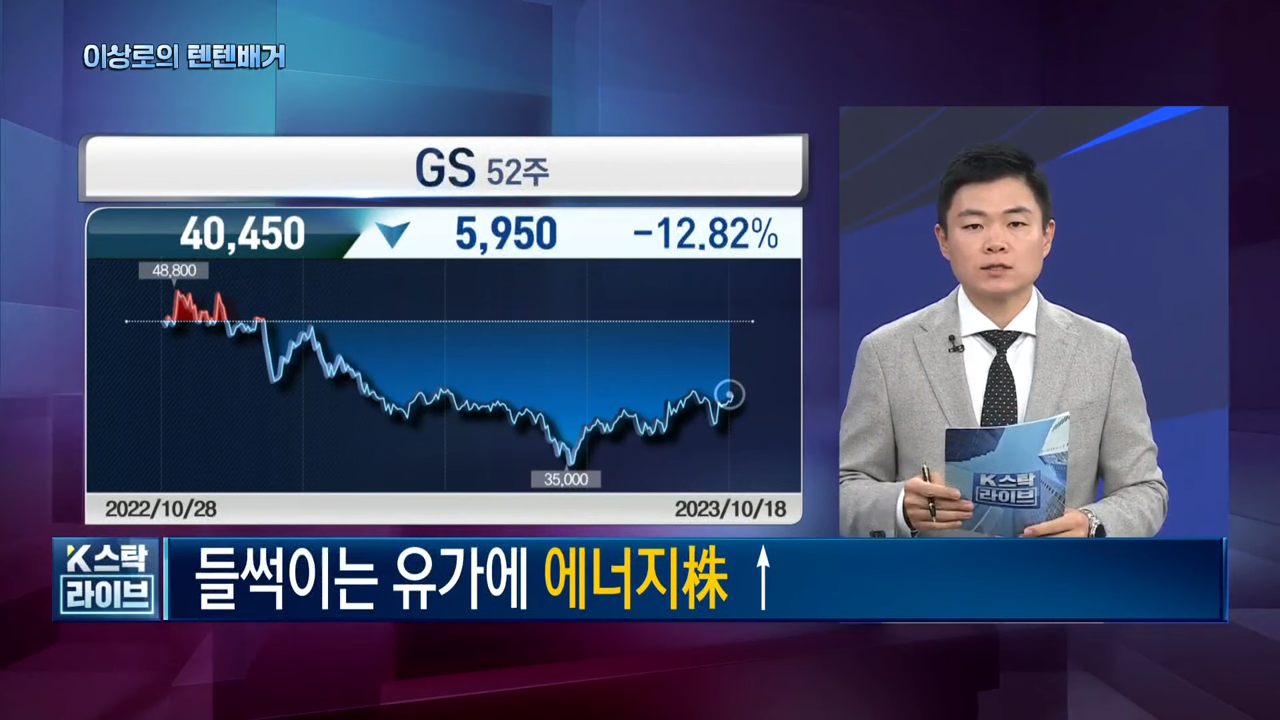 이상로의 텐텐배거
GS 52주
40,450 ▼ 5,950 -12.82%
48,800
35,000
2022/10/28 2023/10/18
K스탁
라이브
K스탁
라이브
들썩이는 유가에 에너지株 ↑